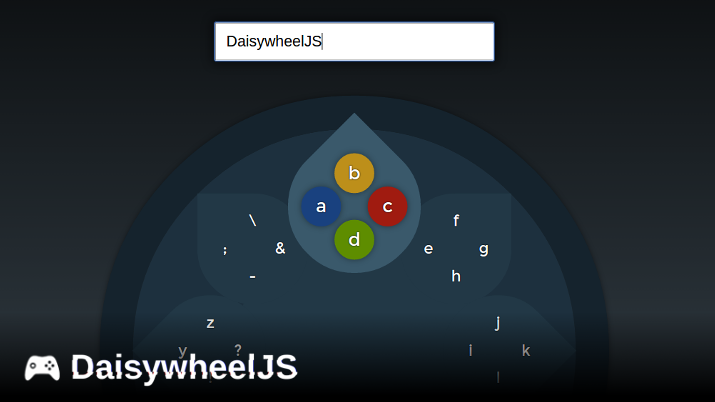 DaisywheelJS
b
a c
d
\ f
; & e g
- h
z j
y ? i k
l
DaisywheelJS